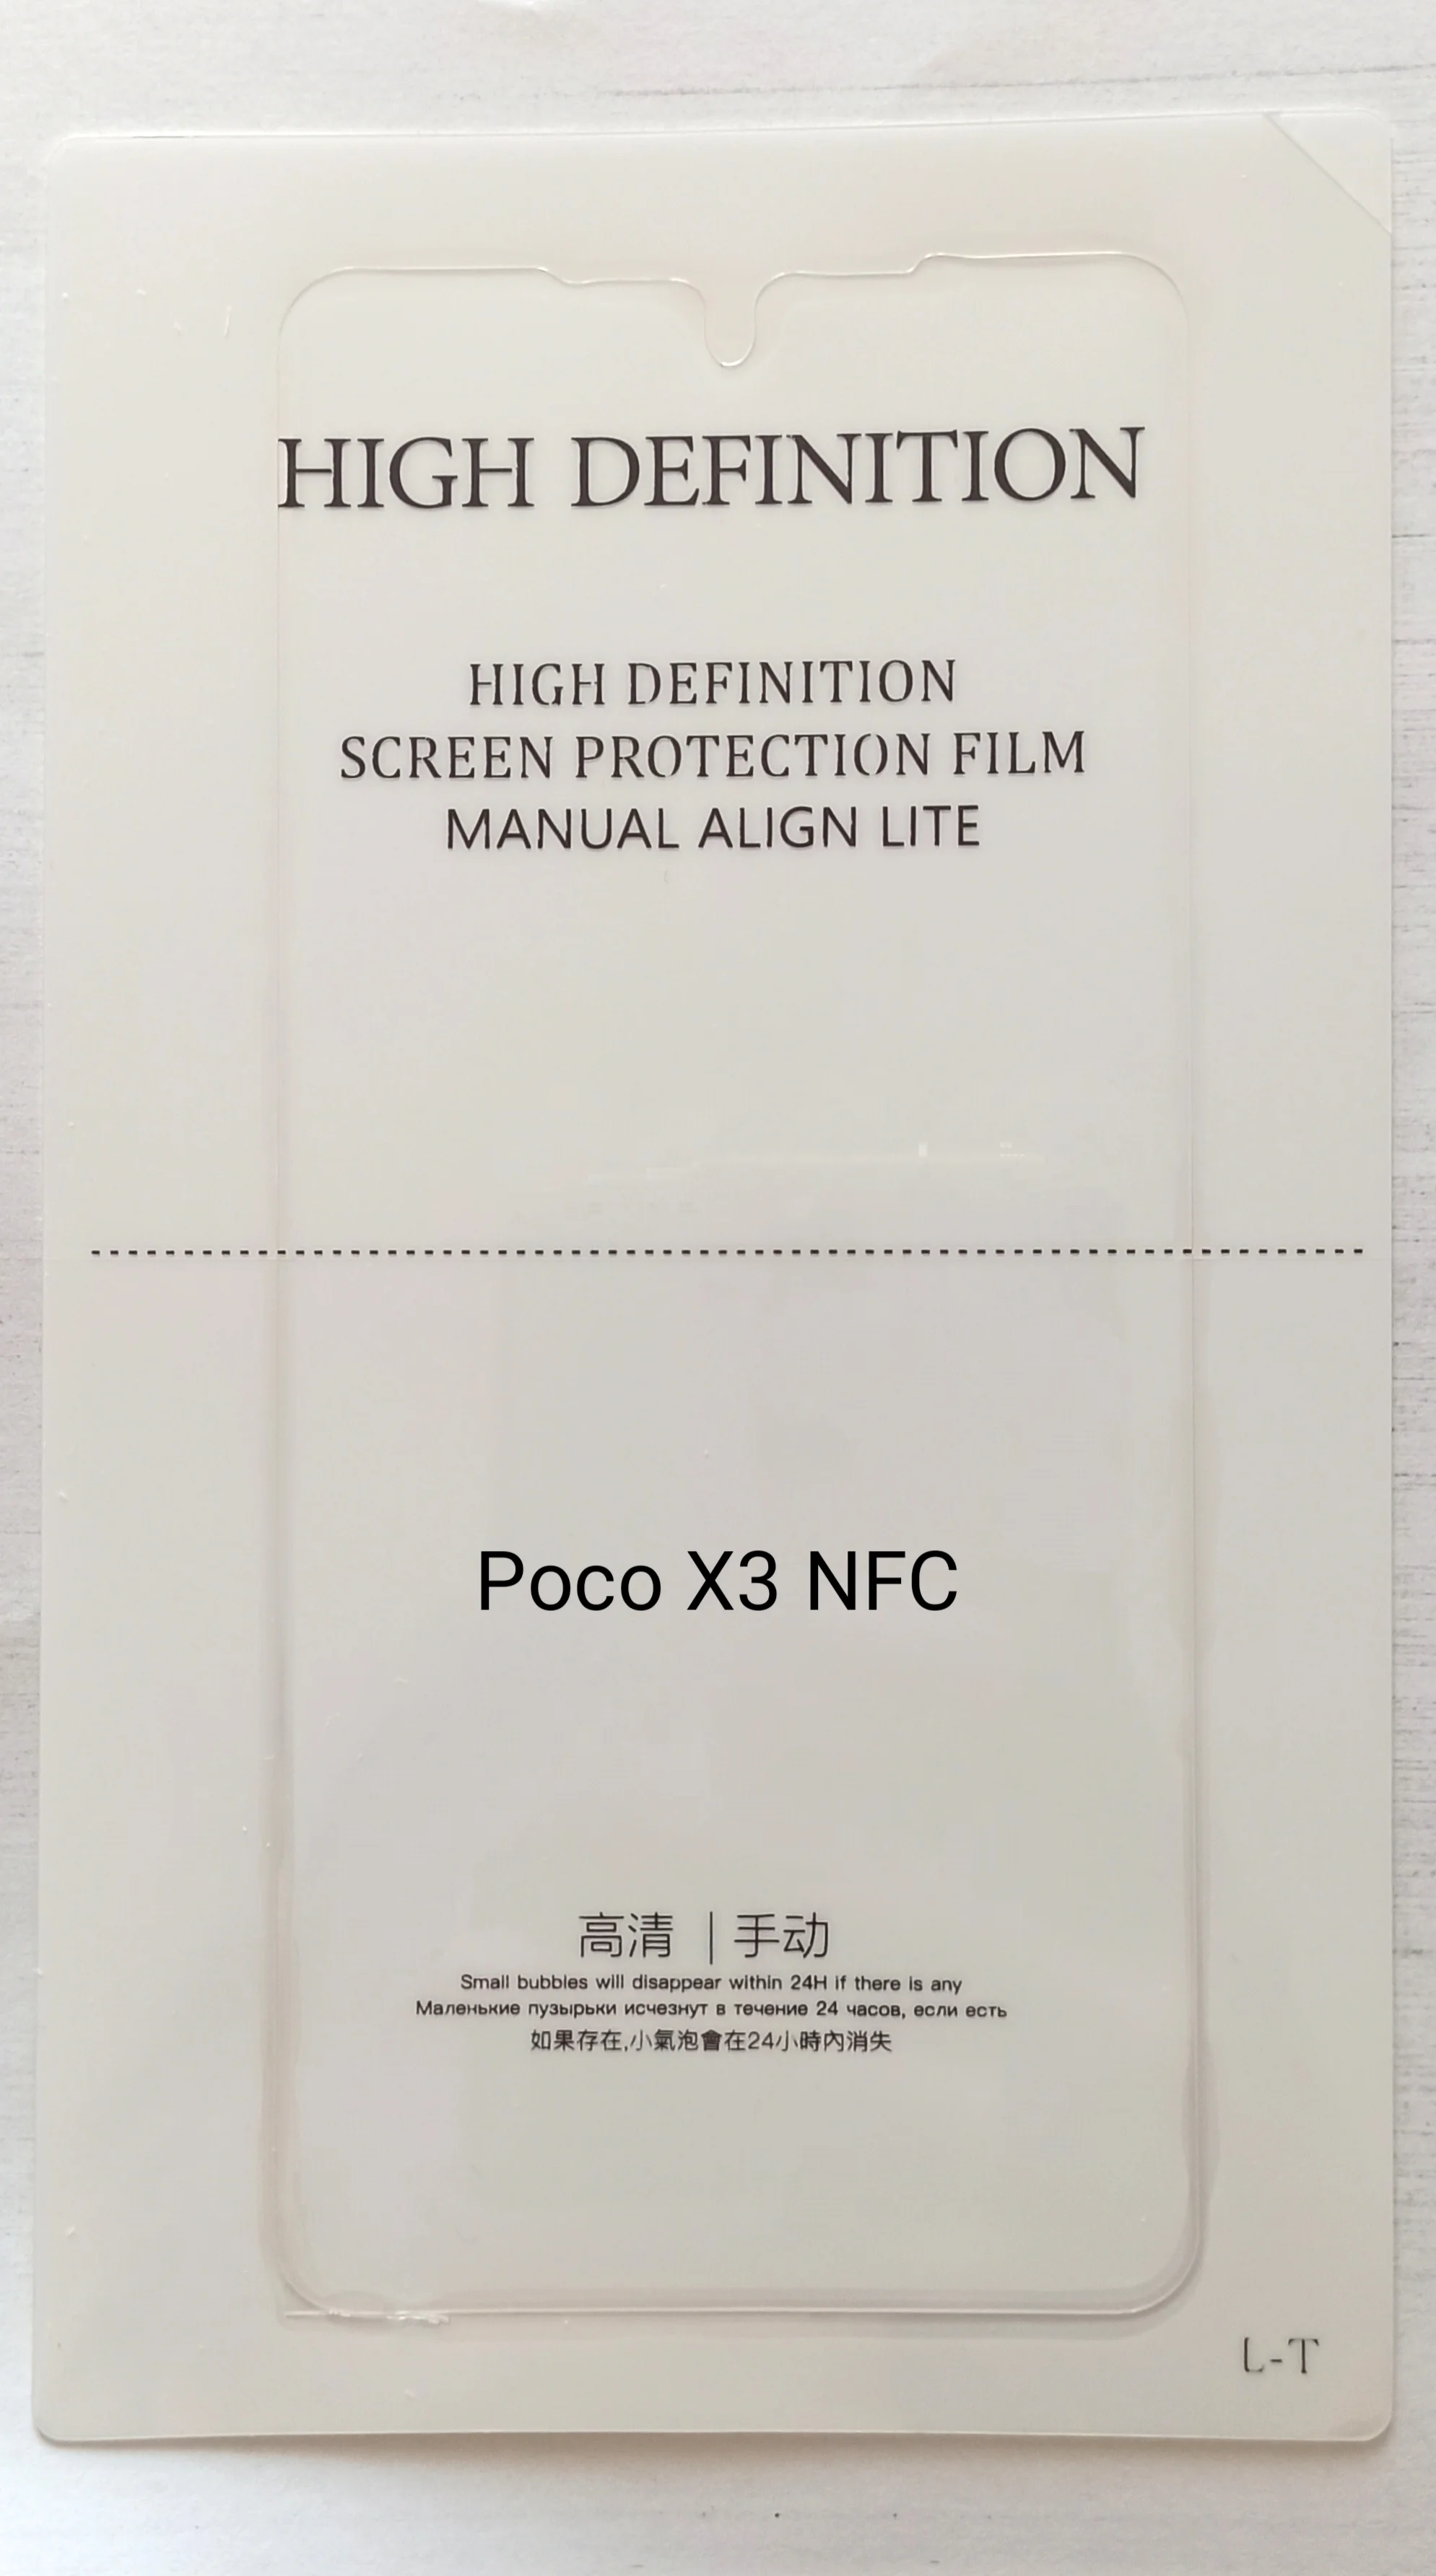 HIGH DEFINITION
HIGH DEFINITION
SCREEN PROTECTION FILM
MANUAL ALIGN LITE
Poco X3 NFC
高清 | 手动
Small bubbles will disappear within 24H if there is any
Маленькие пузырьки исчезнут в течение 24 часов, если есть
如果存在,小氣泡會在24小時內消失
L-T